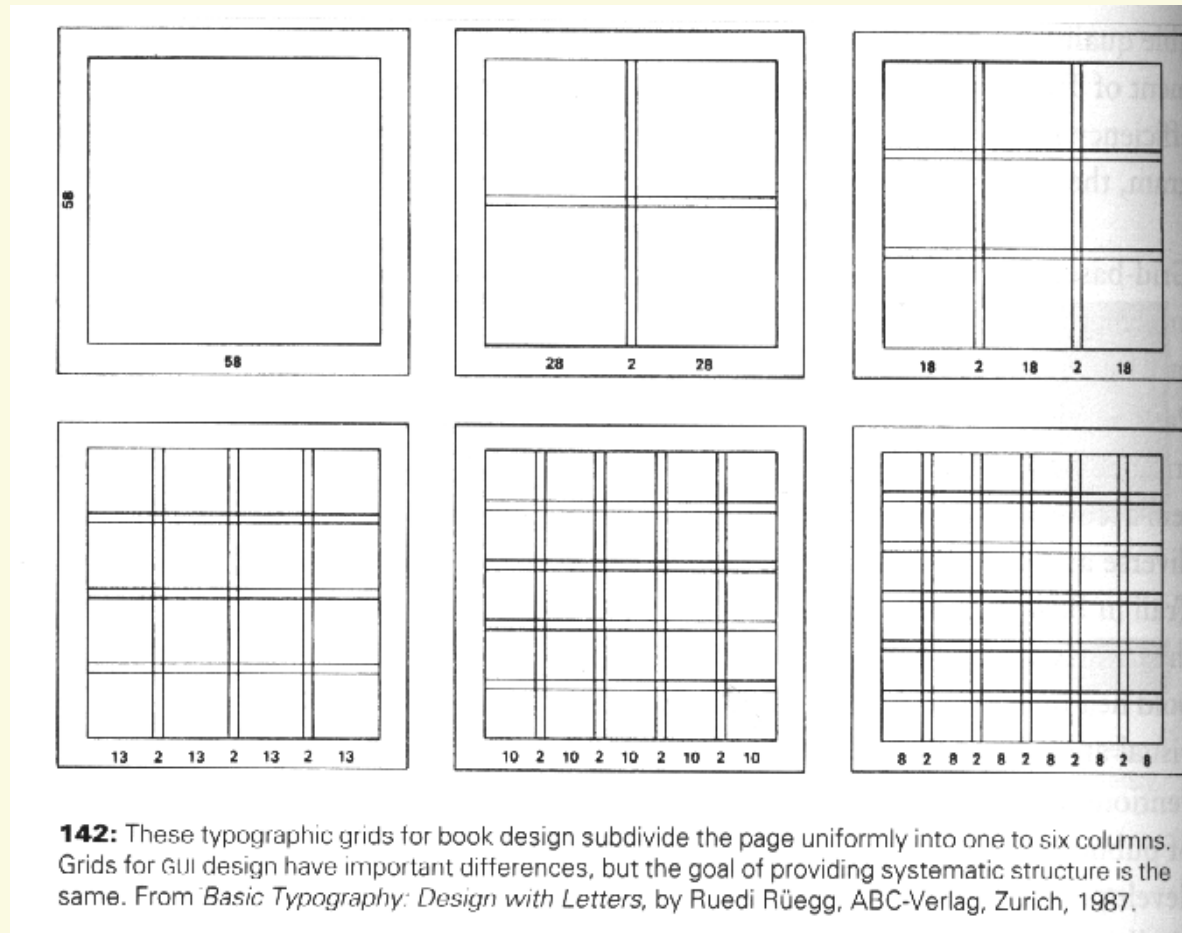 58
58
28 2 28
18 2 18 2 18
13 2 13 2 13 2 13
10 2 10 2 10 2 10 2 10
8 2 8 2 8 2 8 2 8 2 8
142: These typographic grids for book design subdivide the page uniformly into one to six columns.
Grids for GUI design have important differences, but the goal of providing systematic structure is the
same. From Basic Typography: Design with Letters, by Ruedi Rüegg, ABC-Verlag, Zurich, 1987.